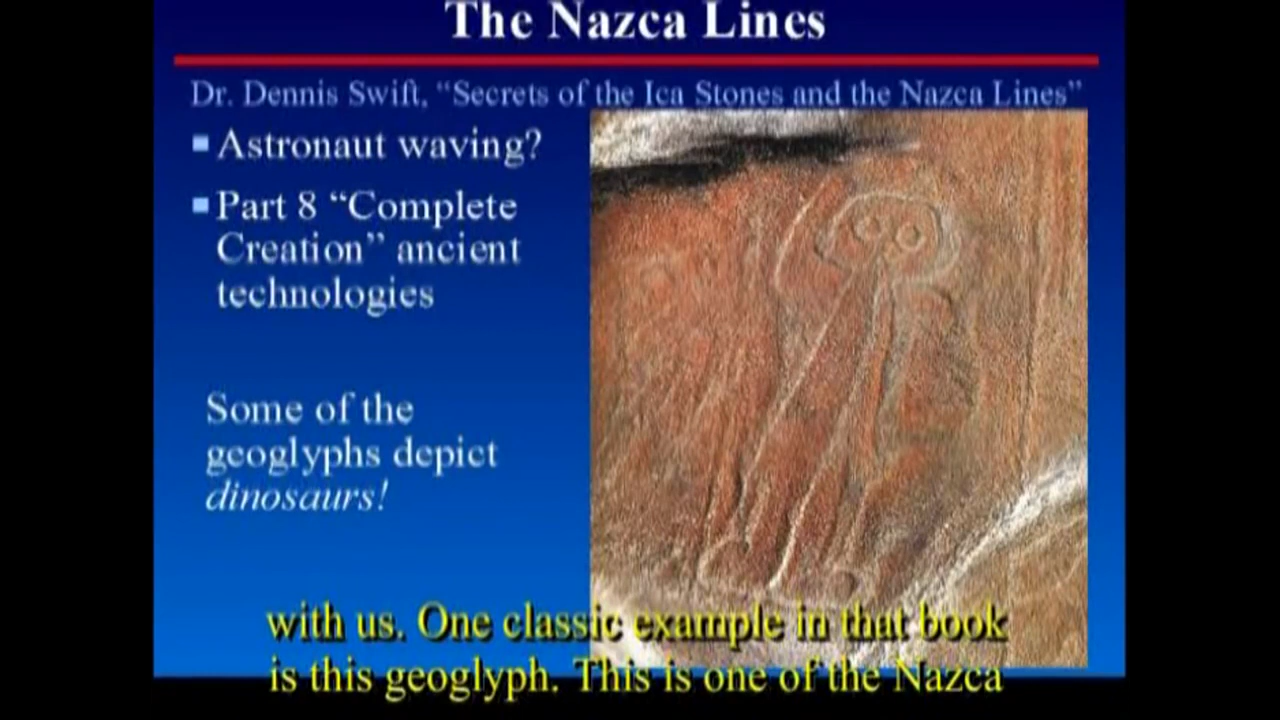 The Nazca Lines
Dr. Dennis Swift, “Secrets of the Ica Stones and the Nazca Lines”
Astronaut waving?
Part 8 “Complete
Creation” ancient
technologies
Some of the
geoglyphs depict
dinosaurs!
with us. One classic example in that book
is this geoglyph. This is one of the Nazca